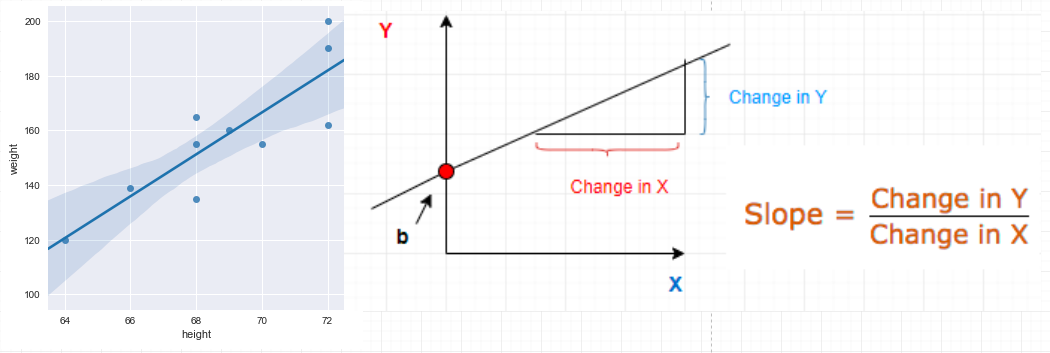 200
180
160
140
120
100
weight
64
66
68
70
72
height
Y
Change in Y
Change in X
b
X
Slope = Change in Y
Change in X